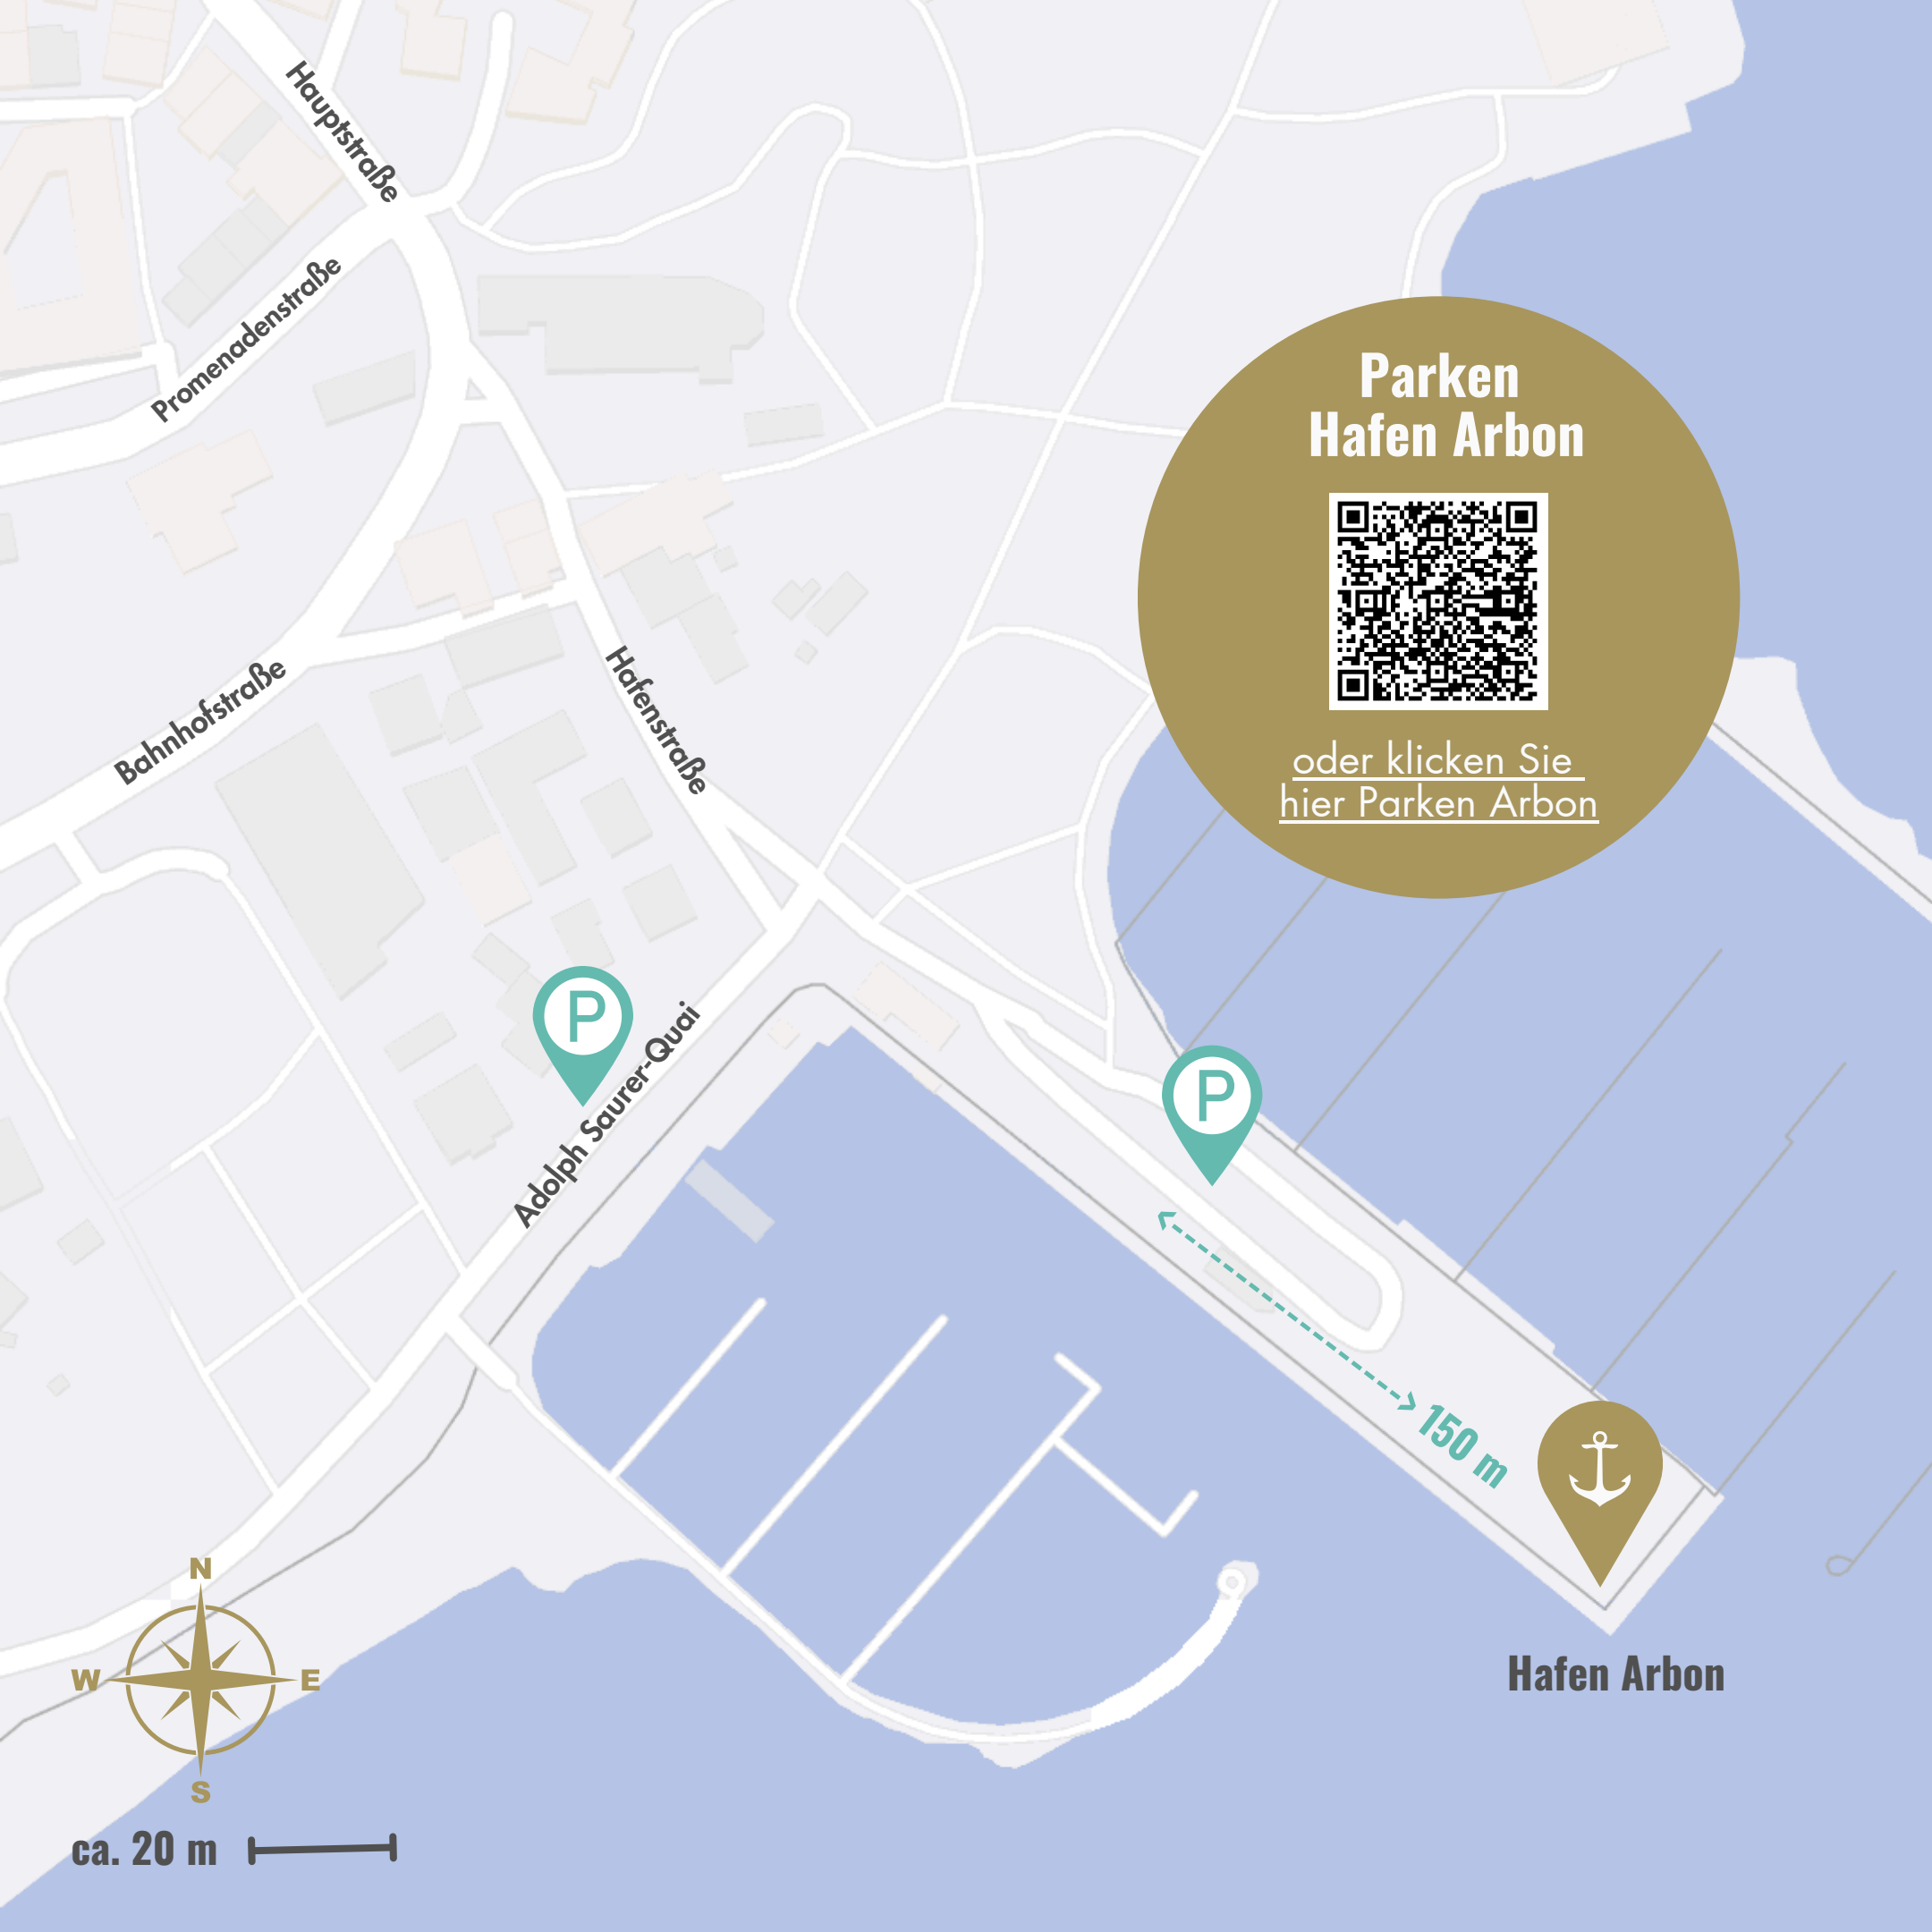 Hauptstraße
Promenadenstraße
Parken
Hafen Arbon
oder klicken Sie
hier Parken Arbon
Bahnhofstraße
Hafenstraße
P
P
Adolph Saurer-Quai
150 m
Hafen Arbon
N
W
E
S
ca. 20 m